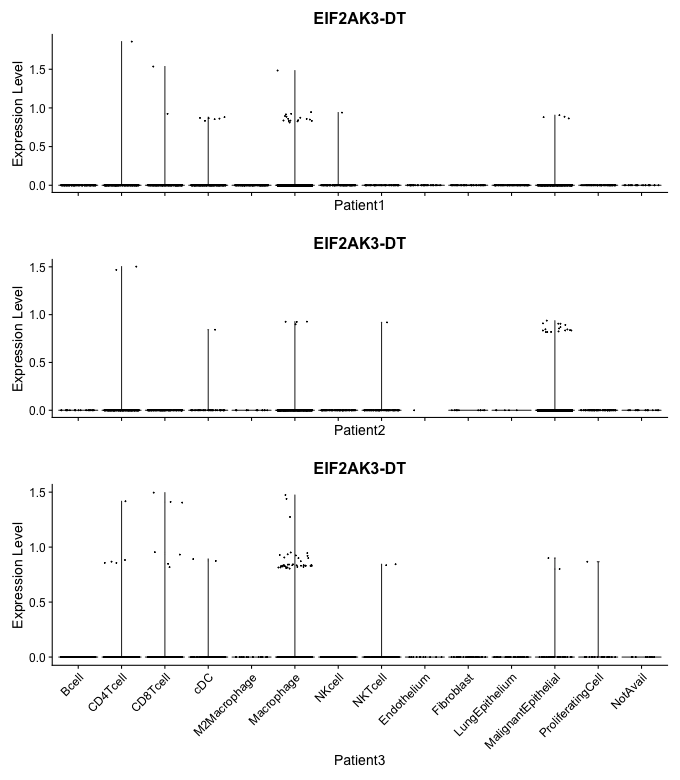 EIF2AK3-DT
Expression Level
1.5
1.0
0.5
0.0
Patient1
EIF2AK3-DT
Expression Level
1.5
1.0
0.5
0.0
Patient2
EIF2AK3-DT
Expression Level
1.5
1.0
0.5
0.0
Bcell
CD4Tcell
CD8Tcell
cDC
M2Macrophage
Macrophage
NKcell
NKTcell
Endothelium
Fibroblast
LungEpithelium
MalignantEpithelial
ProliferatingCell
NotAvail
Patient3